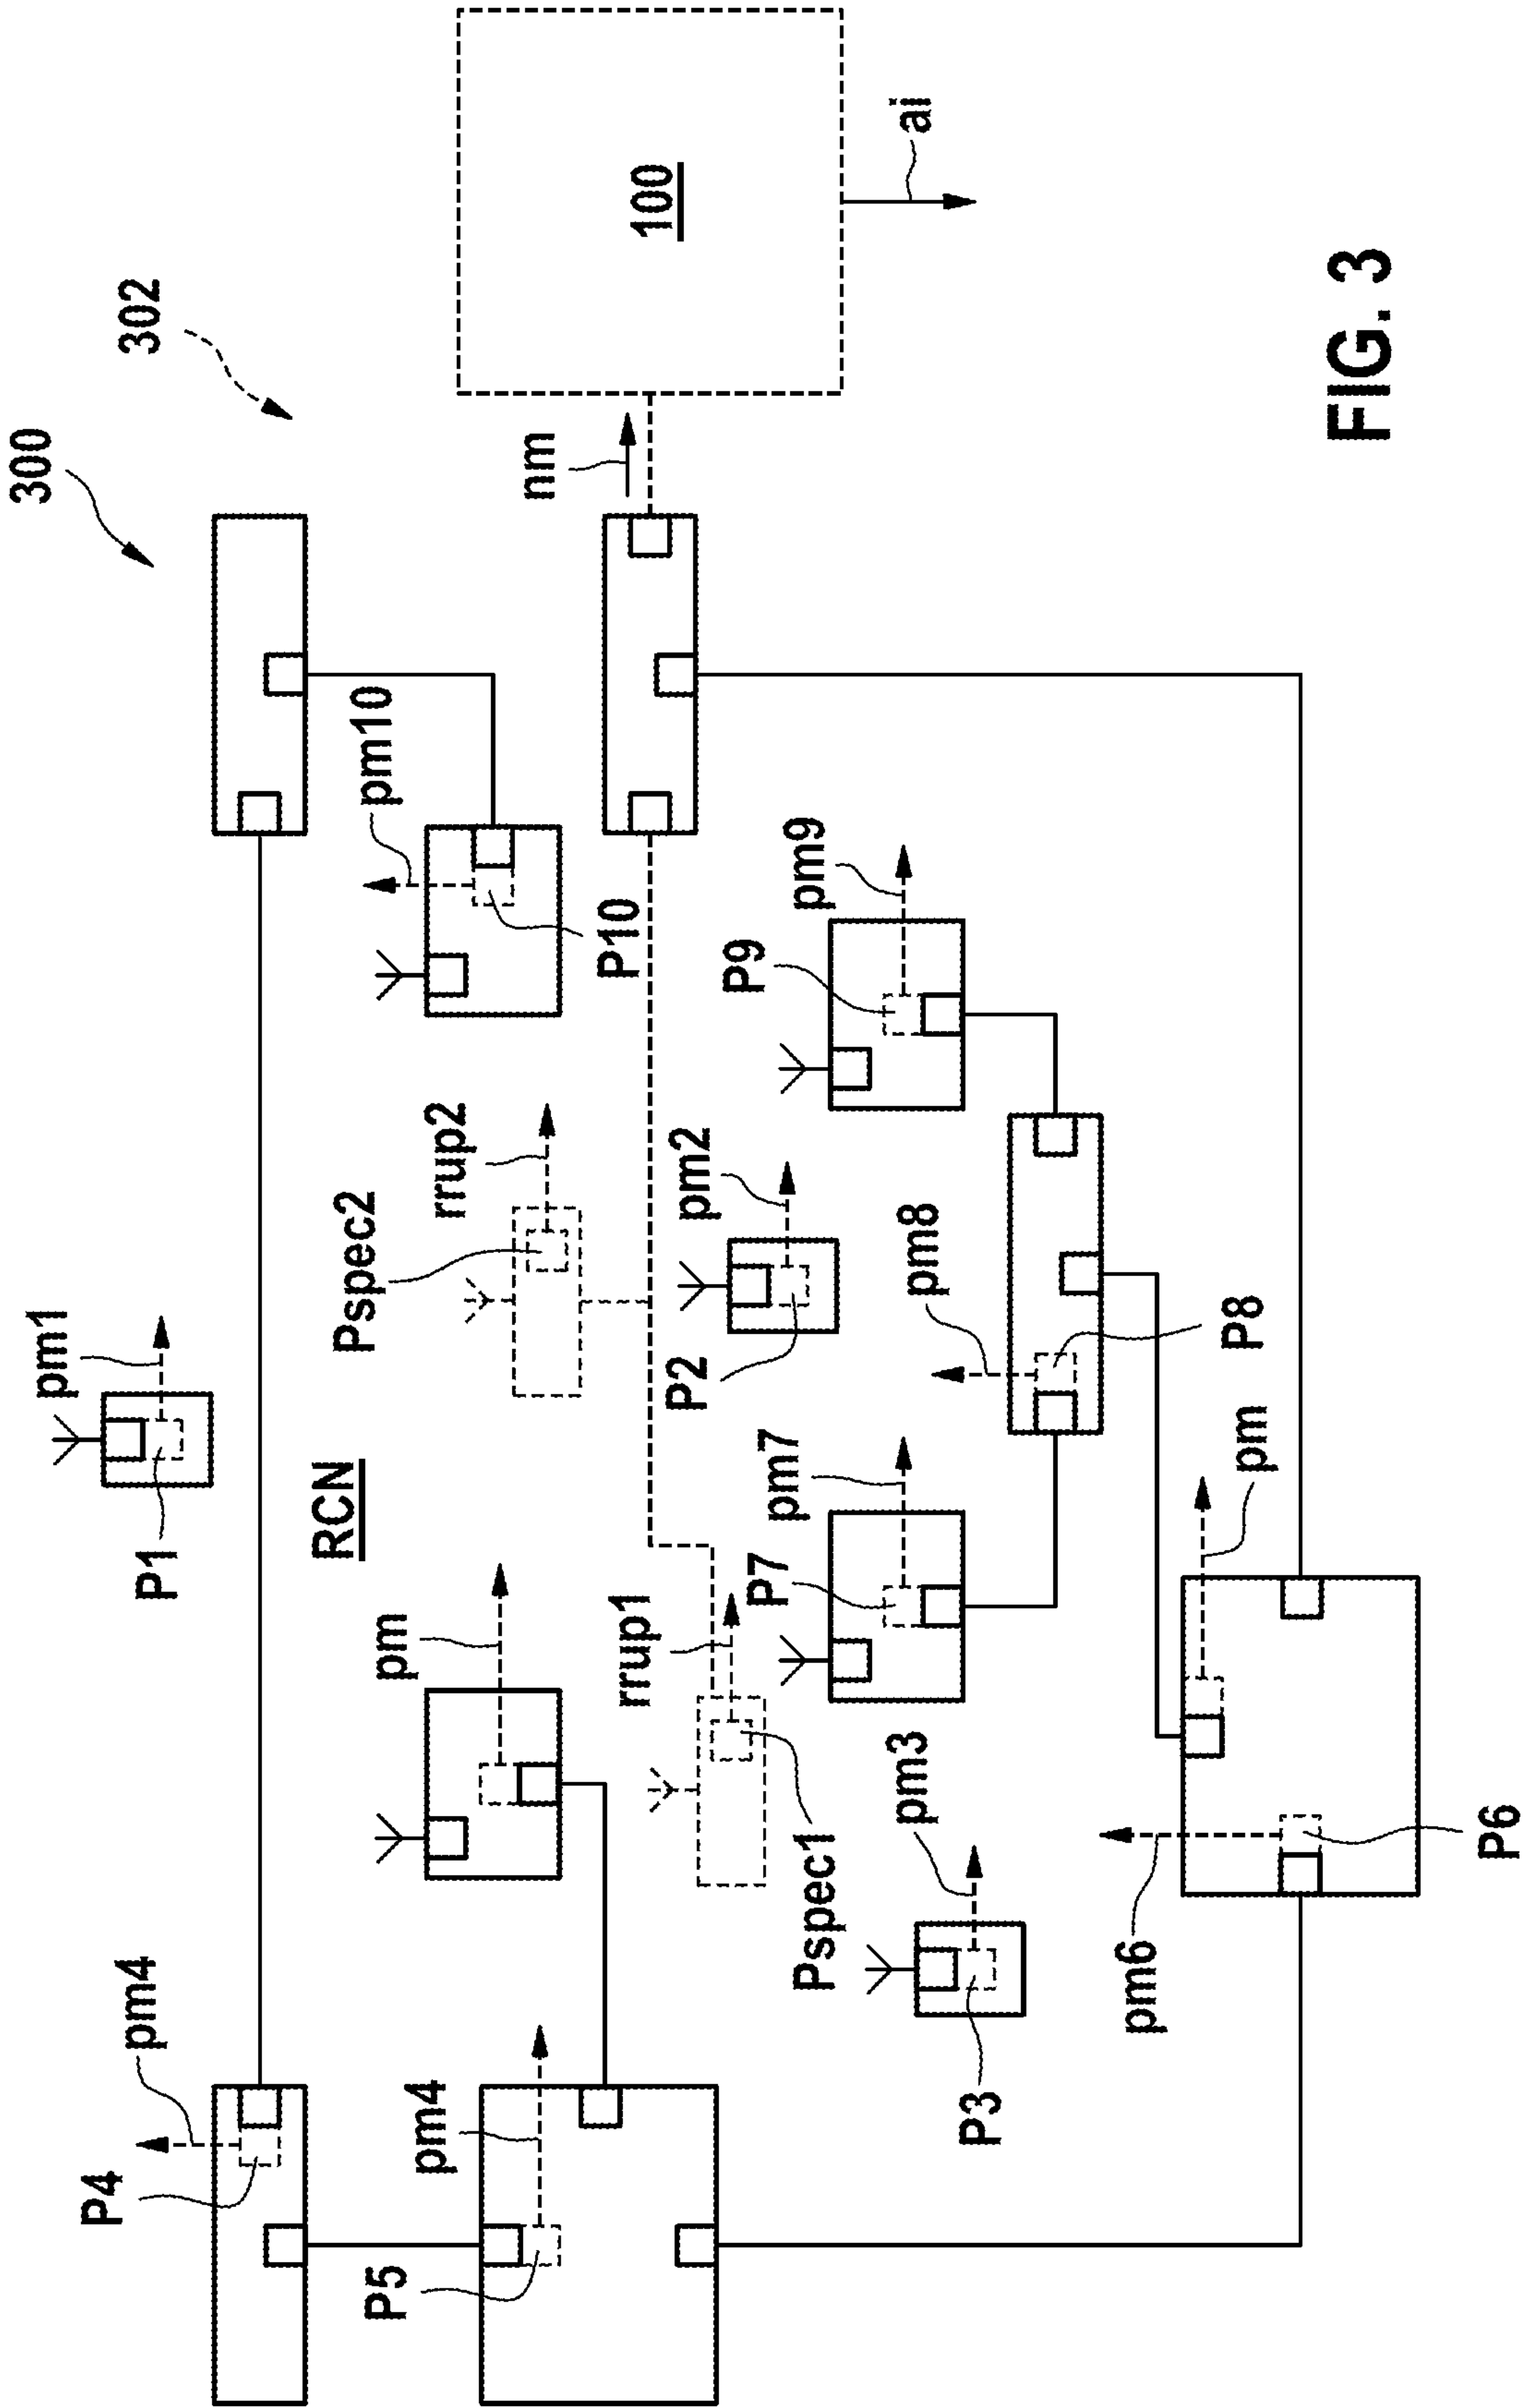 300
pm1
P4
pm4
302
P1
RCN
Pspec2
pm10
P5
pm
pm4
rrup2
nm
P10
rrup1
100
P2
pm2
P9
P7
pm7
pm9
Pspec1
pm3
ai
pm8
P3
pm6
P8
pm
FIG. 3
P6